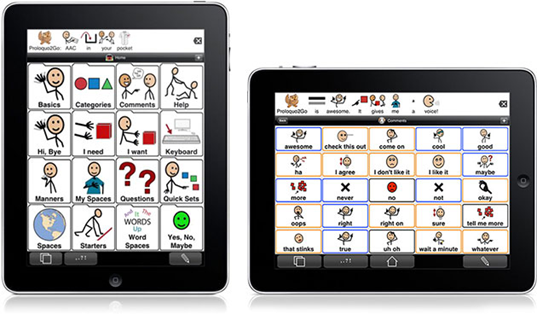 Proloquo2Go: AAC in your pocket
Home
Basics Categories Comments Help
Hi, Bye I need I want Keyboard
Manners My Spaces Questions Quick Sets
WORDS
Up
Spaces Starters Word Spaces Yes, No, Maybe
Proloquo2Go is awesome. It gives me a voice!
Back Comments
awesome check this out come on cool good
ha I agree I don't like it I like it maybe
more never no not okay
oops right right on sure tell me more
that stinks true uh oh wait a minute whatever